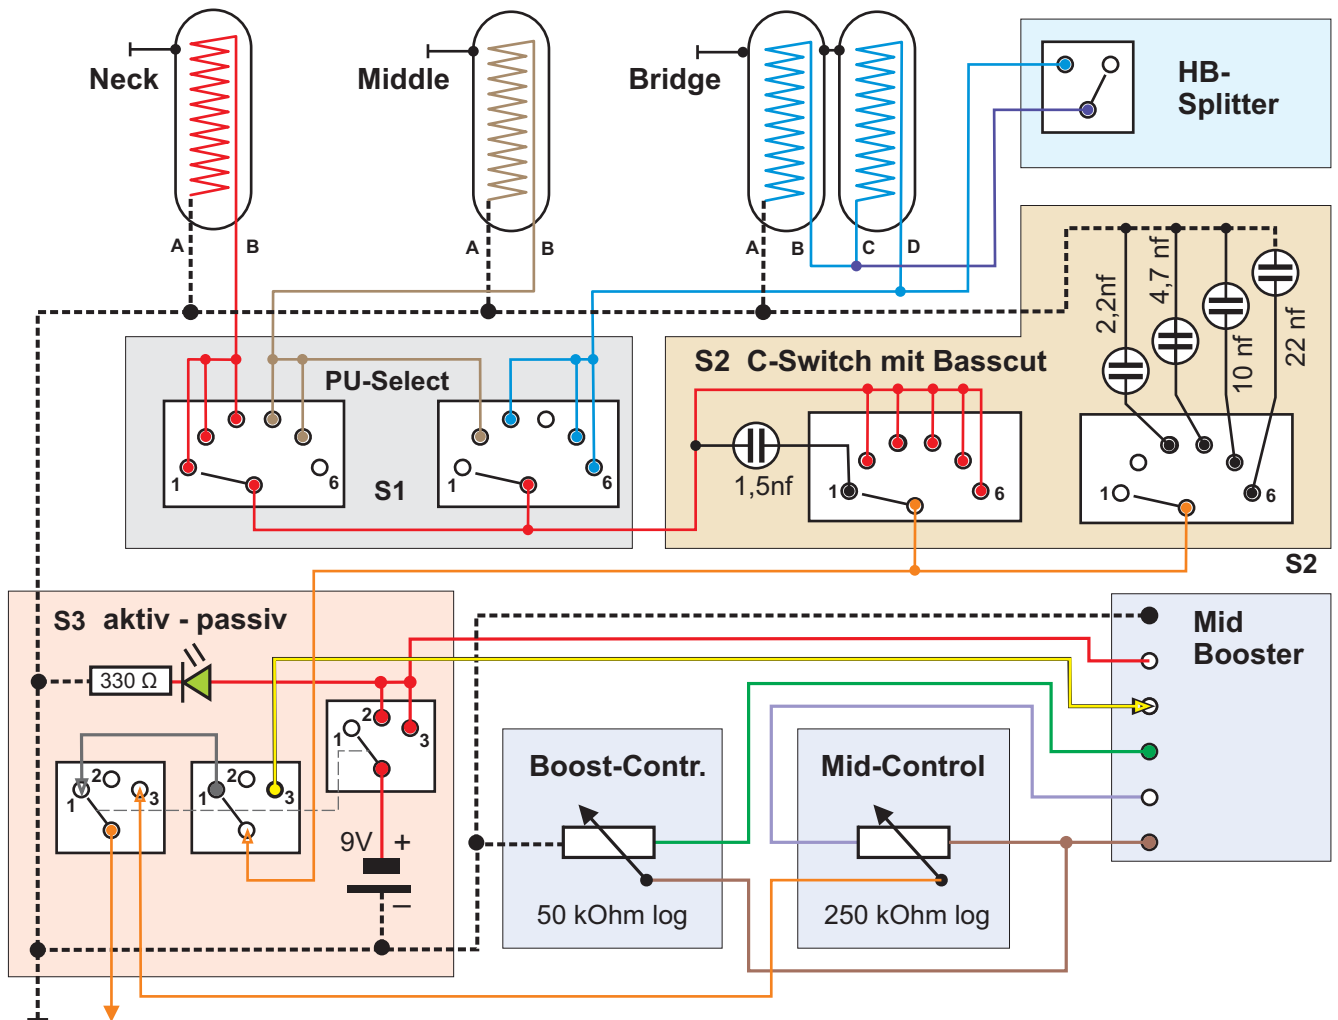 Neck
Middle
Bridge
HB-
Splitter
A
B
A
B
A
B
C
D
2,2nf
4,7 nf
10 nf
22 nf
PU-Select
S2 C-Switch mit Basscut
1
6
S1
1
6
1,5nf
1
6
1
6
S2
S3 aktiv - passiv
330 Ω
Mid
Booster
1
2
3
1
2
3
1
2
3
9V
+
–
Boost-Contr.
50 kOhm log
Mid-Control
250 kOhm log